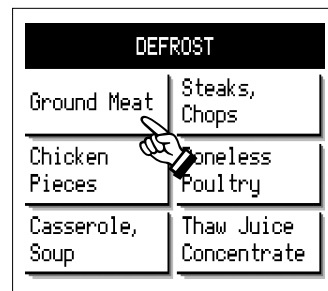 DEFROST
Ground Meat
Steaks,
Chops
Chicken
Pieces
Boneless
Poultry
Casserole,
Soup
Thaw Juice
Concentrate